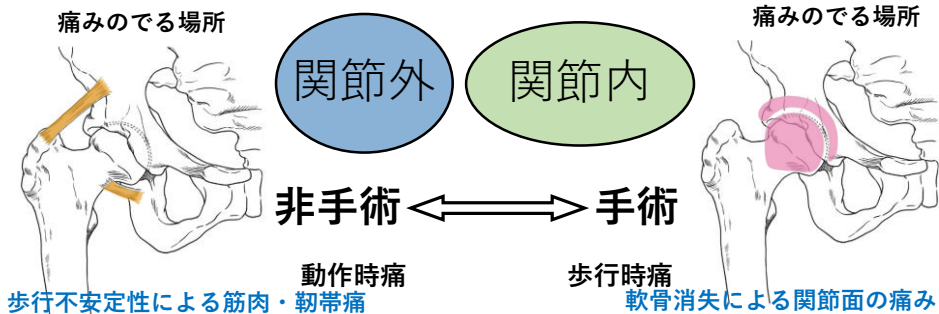 痛みのでる場所
関節外
関節内
痛みのでる場所
非手術
手術
動作時痛
歩行時痛
歩行不安定性による筋肉・靭帯痛
軟骨消失による関節面の痛み